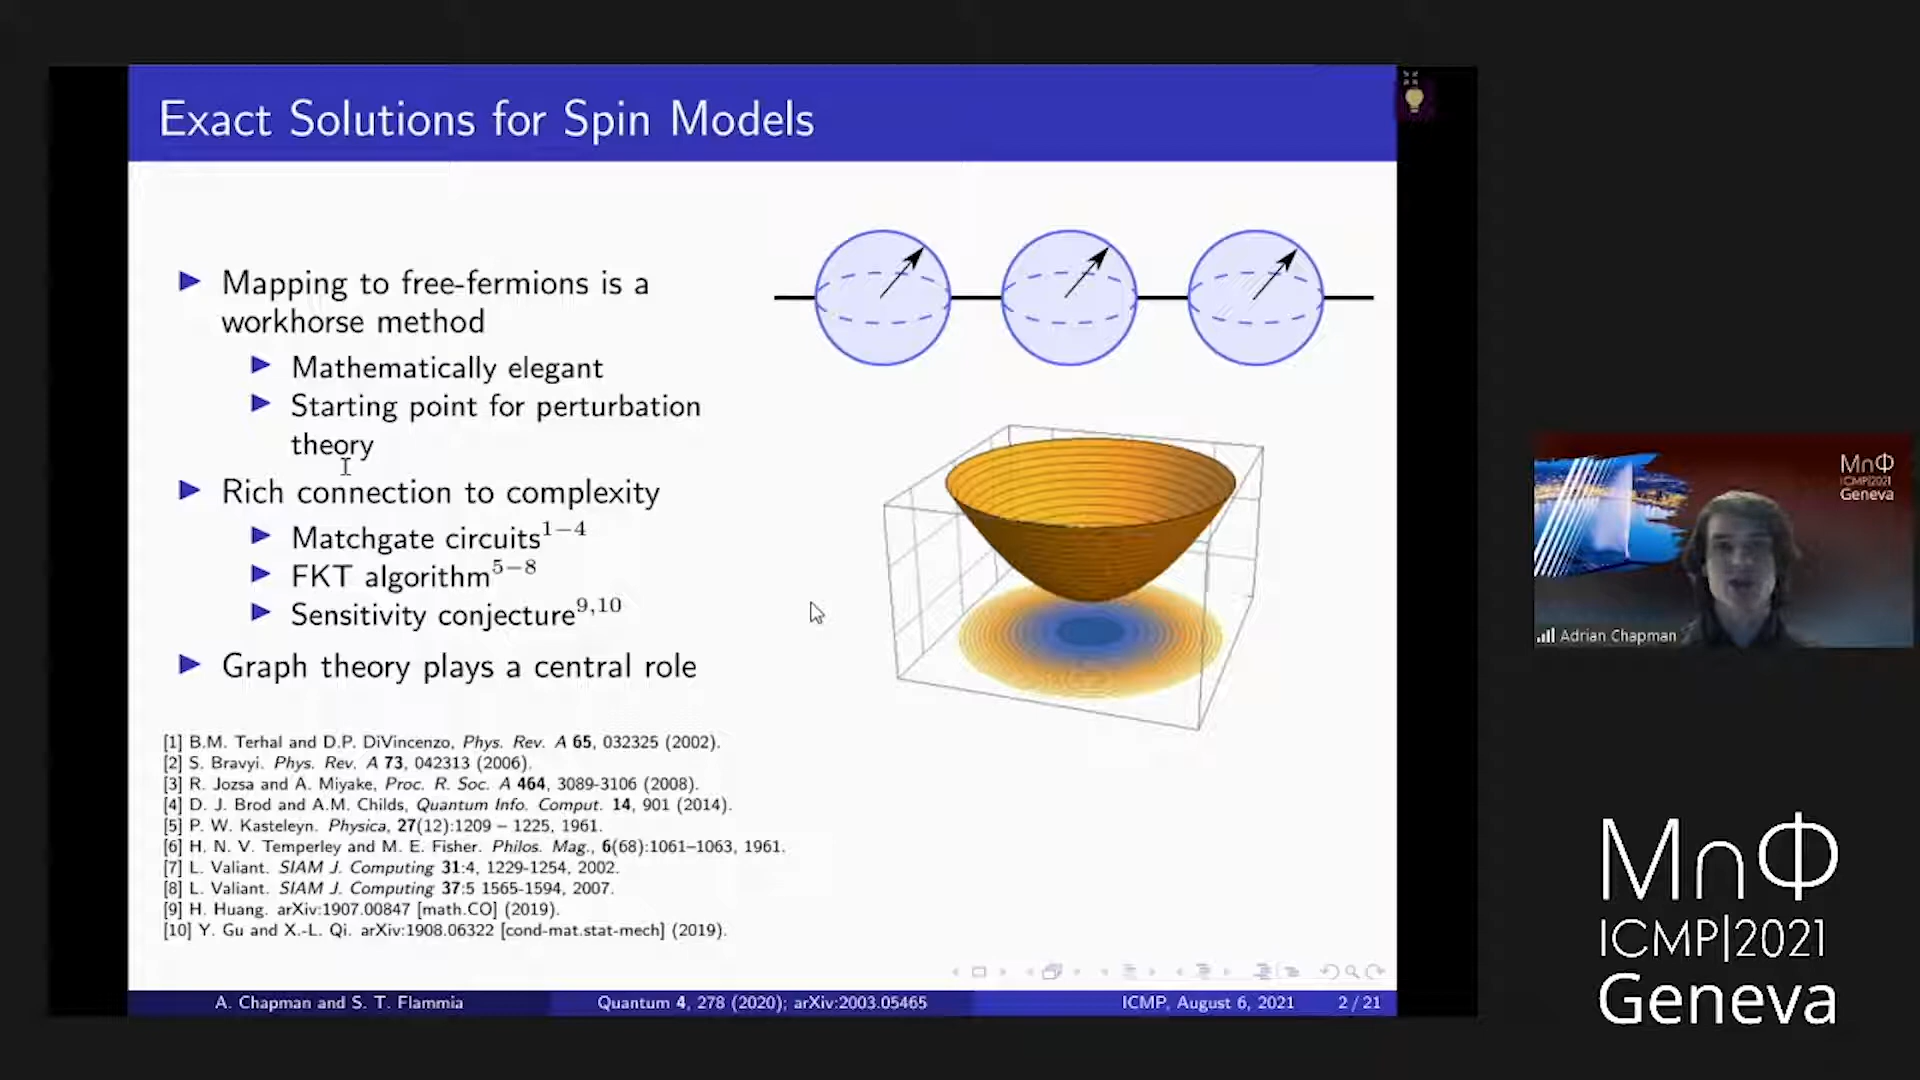 Exact Solutions for Spin Models
▶ Mapping to free-fermions is a
workhorse method
▶ Mathematically elegant
▶ Starting point for perturbation
theory
▶ Rich connection to complexity
▶ Matchgate circuits1−4
▶ FKT algorithm5−8
▶ Sensitivity conjecture9,10
▶ Graph theory plays a central role
[1] B.M. Terhal and D.P. DiVincenzo, Phys. Rev. A 65, 032325 (2002).
[2] S. Bravyi. Phys. Rev. A 73, 042313 (2006).
[3] R. Jozsa and A. Miyake, Proc. R. Soc. A 464, 3089-3106 (2008).
[4] D. J. Brod and A.M. Childs, Quantum Info. Comput. 14, 901 (2014).
[5] P. W. Kasteleyn. Physica, 27(12):1209 – 1225, 1961.
[6] H. N. V. Temperley and M. E. Fisher. Philos. Mag., 6(68):1061–1063, 1961.
[7] L. Valiant. SIAM J. Computing 31:4, 1229-1254, 2002.
[8] L. Valiant. SIAM J. Computing 37:5 1565-1594, 2007.
[9] H. Huang. arXiv:1907.00847 [math.CO] (2019).
[10] Y. Gu and X.-L. Qi. arXiv:1908.06322 [cond-mat.stat-mech] (2019).
A. Chapman and S. T. Flammia
Quantum 4, 278 (2020); arXiv:2003.05465
ICMP, August 6, 2021
2 / 21
M∩Φ
ICMP|2021
Geneva
Adrian Chapman
M∩Φ
ICMP|2021
Geneva